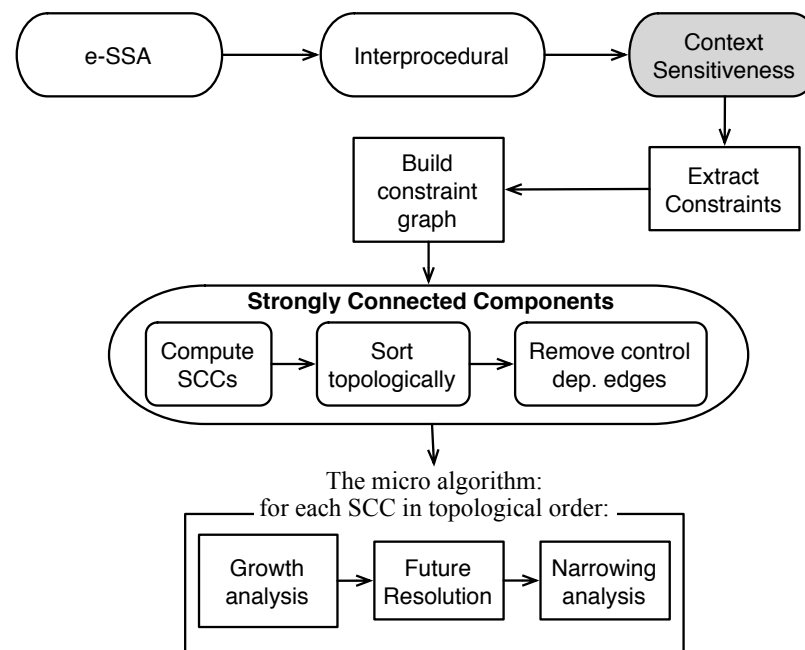 e-SSA
Interprocedural
Context
Sensitiveness
Build
constraint
graph
Extract
Constraints
Strongly Connected Components
Compute
SCCs
Sort
topologically
Remove control
dep. edges
The micro algorithm:
for each SCC in topological order:
Growth
analysis
Future
Resolution
Narrowing
analysis